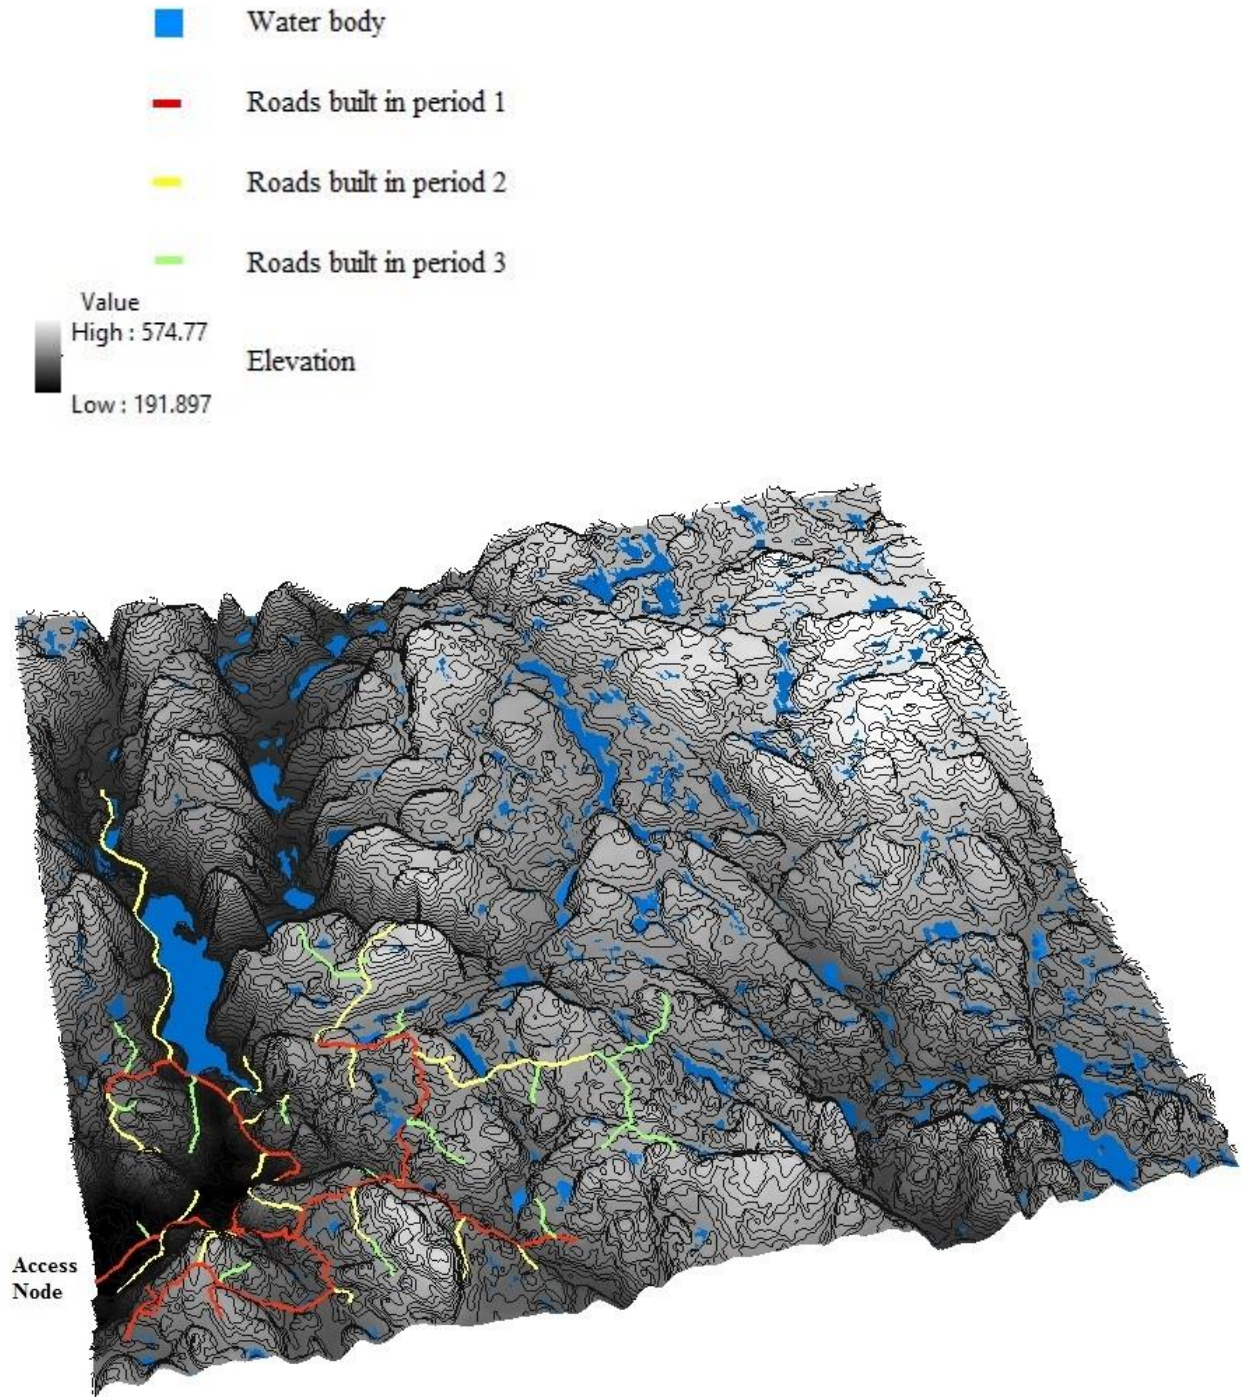 Water body
Roads built in period 1
Roads built in period 2
Roads built in period 3
Value
High : 574.77
Elevation
Low : 191.897
Access
Node